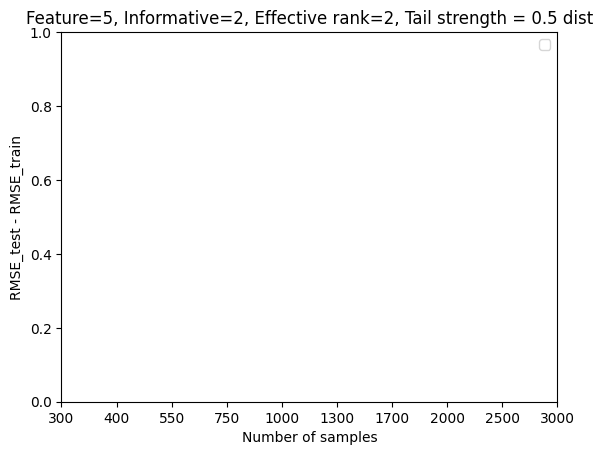 Feature=5, Informative=2, Effective rank=2, Tail strength = 0.5 dist
1.0
0.8
0.6
0.4
0.2
0.0
RMSE_test - RMSE_train
300 400 550 750 1000 1300 1700 2000 2500 3000
Number of samples